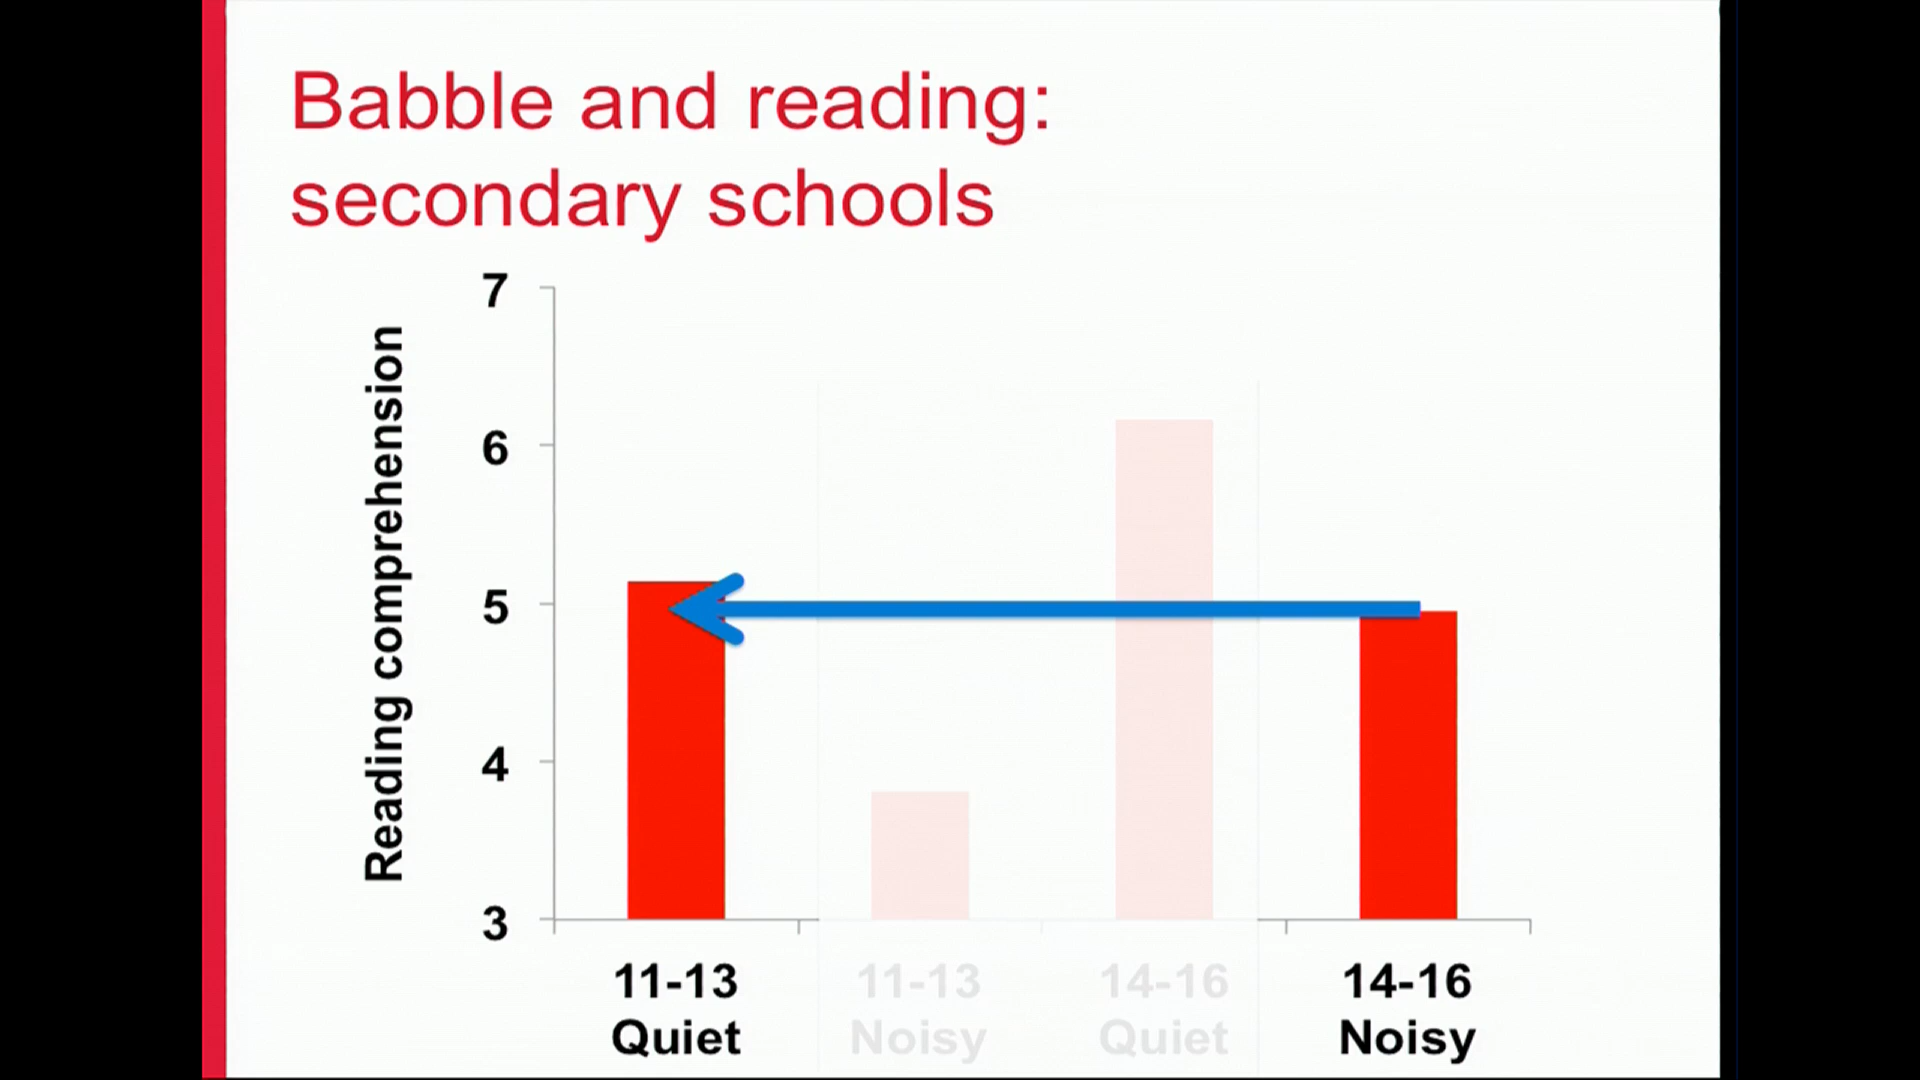 Babble and reading:
secondary schools
Reading comprehension
7
6
5
4
3
11-13
Quiet
11-13
Noisy
14-16
Quiet
14-16
Noisy